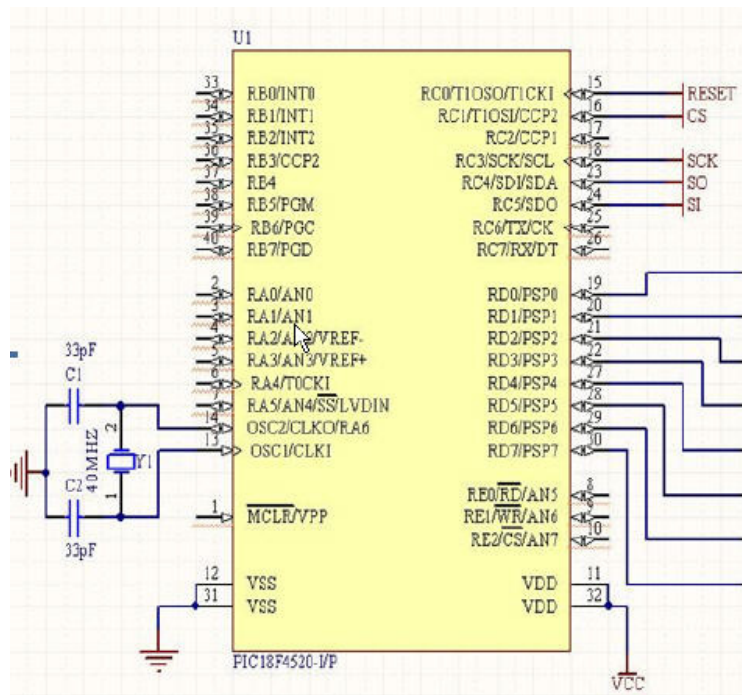 U1
33 RB0/INT0 RC0/T1OSO/T1CKI 15 RESET
34 RB1/INT1 RC1/T1OSI/CCP2 16 CS
35 RB2/INT2 RC2/CCP1 17
36 RB3/CCP2 RC3/SCK/SCL 18 SCK
37 RB4 RC4/SDI/SDA 23 SO
38 RB5/PGM RC5/SDO 24 SI
39 RB6/PGC RC6/TX/CK 25
40 RB7/PGD RC7/RX/DT 26
2 RA0/AN0 RD0/PSP0 19
3 RA1/AN1 RD1/PSP1 20
4 RA2/AN2/VREF- RD2/PSP2 21
5 RA3/AN3/VREF+ RD3/PSP3 22
6 RA4/T0CKI RD4/PSP4 27
7 RA5/AN4/SS/LVDIN RD5/PSP5 28
14 OSC2/CLKO/RA6 RD6/PSP6 29
13 OSC1/CLKI RD7/PSP7 30
33pF
C1
2
40MHZ
Y1
1
C2
33pF
RE0/RD/AN5 8
1 MCLR/VPP RE1/WR/AN6 9
RE2/CS/AN7 10
12 VSS VDD 11
31 VSS VDD 32
PIC18F4520-I/P
VCC